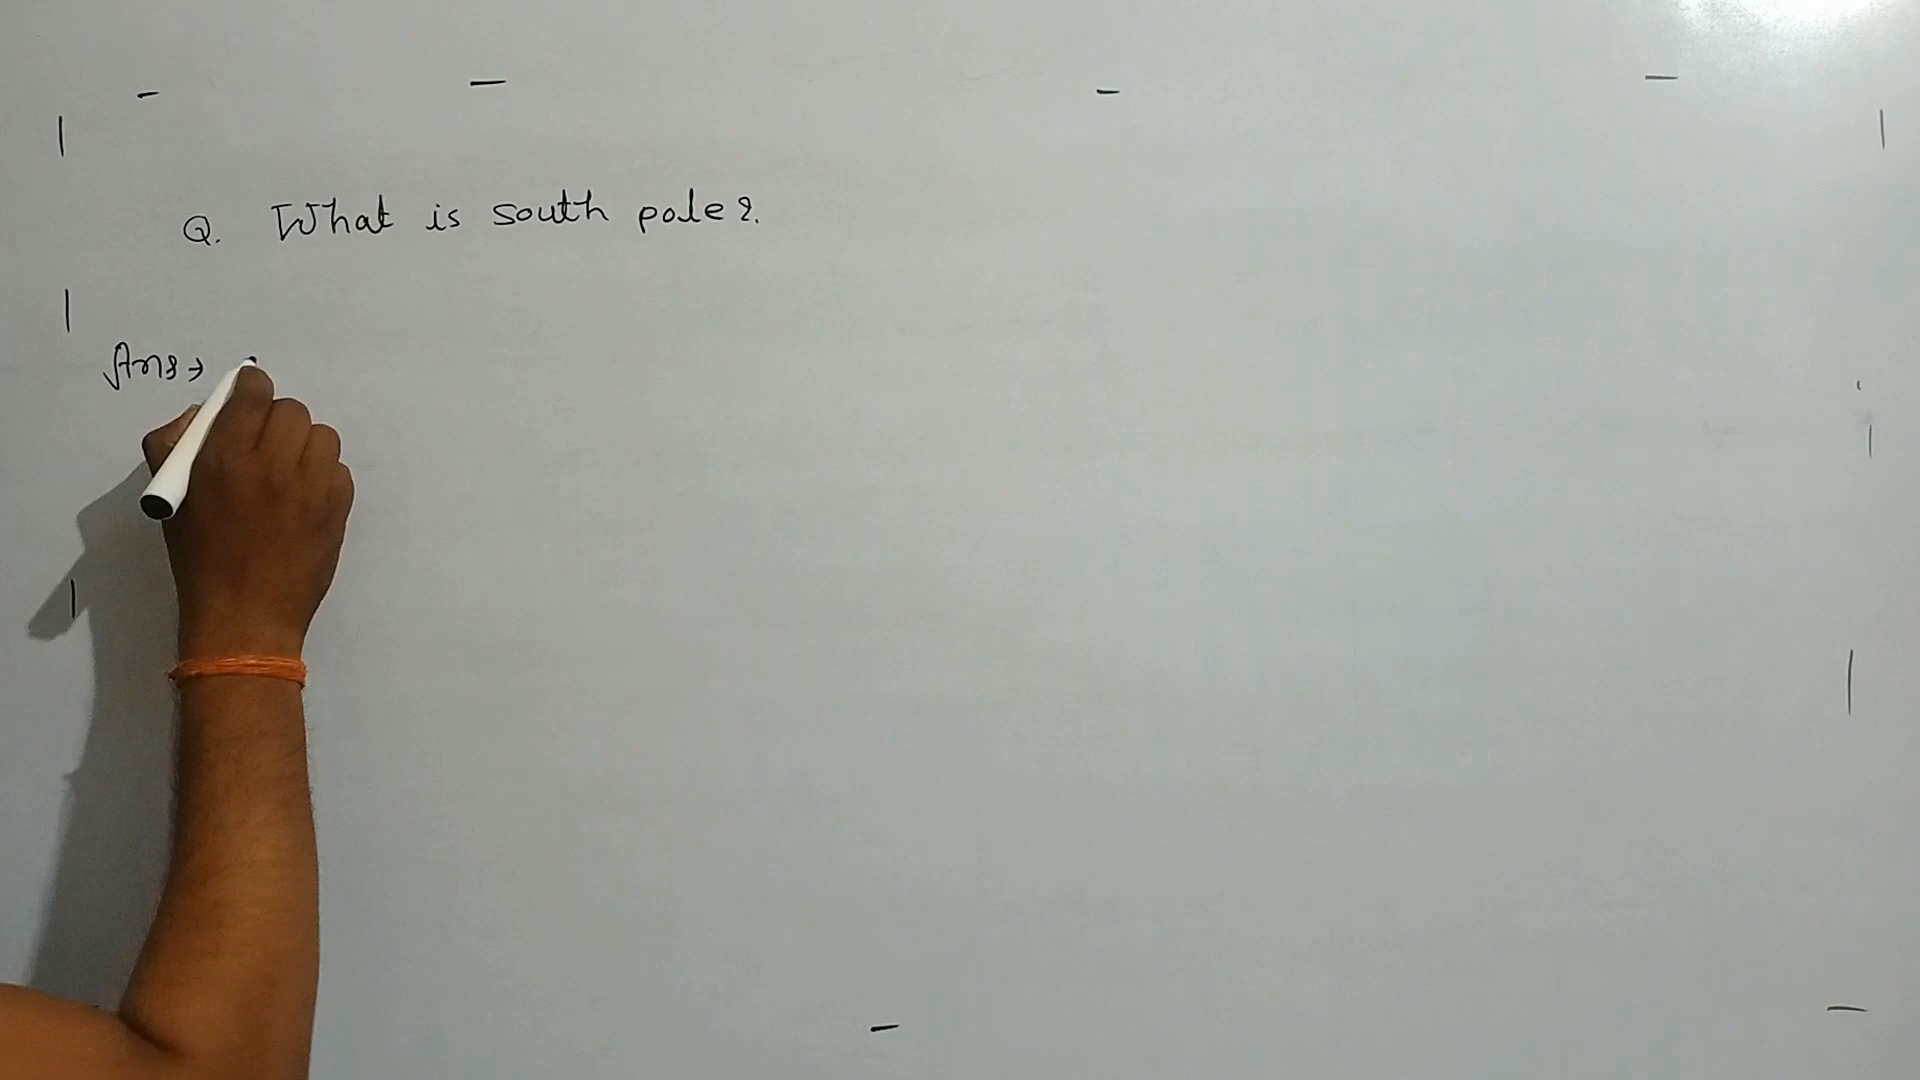 Q. What is south pole?.
Ans →